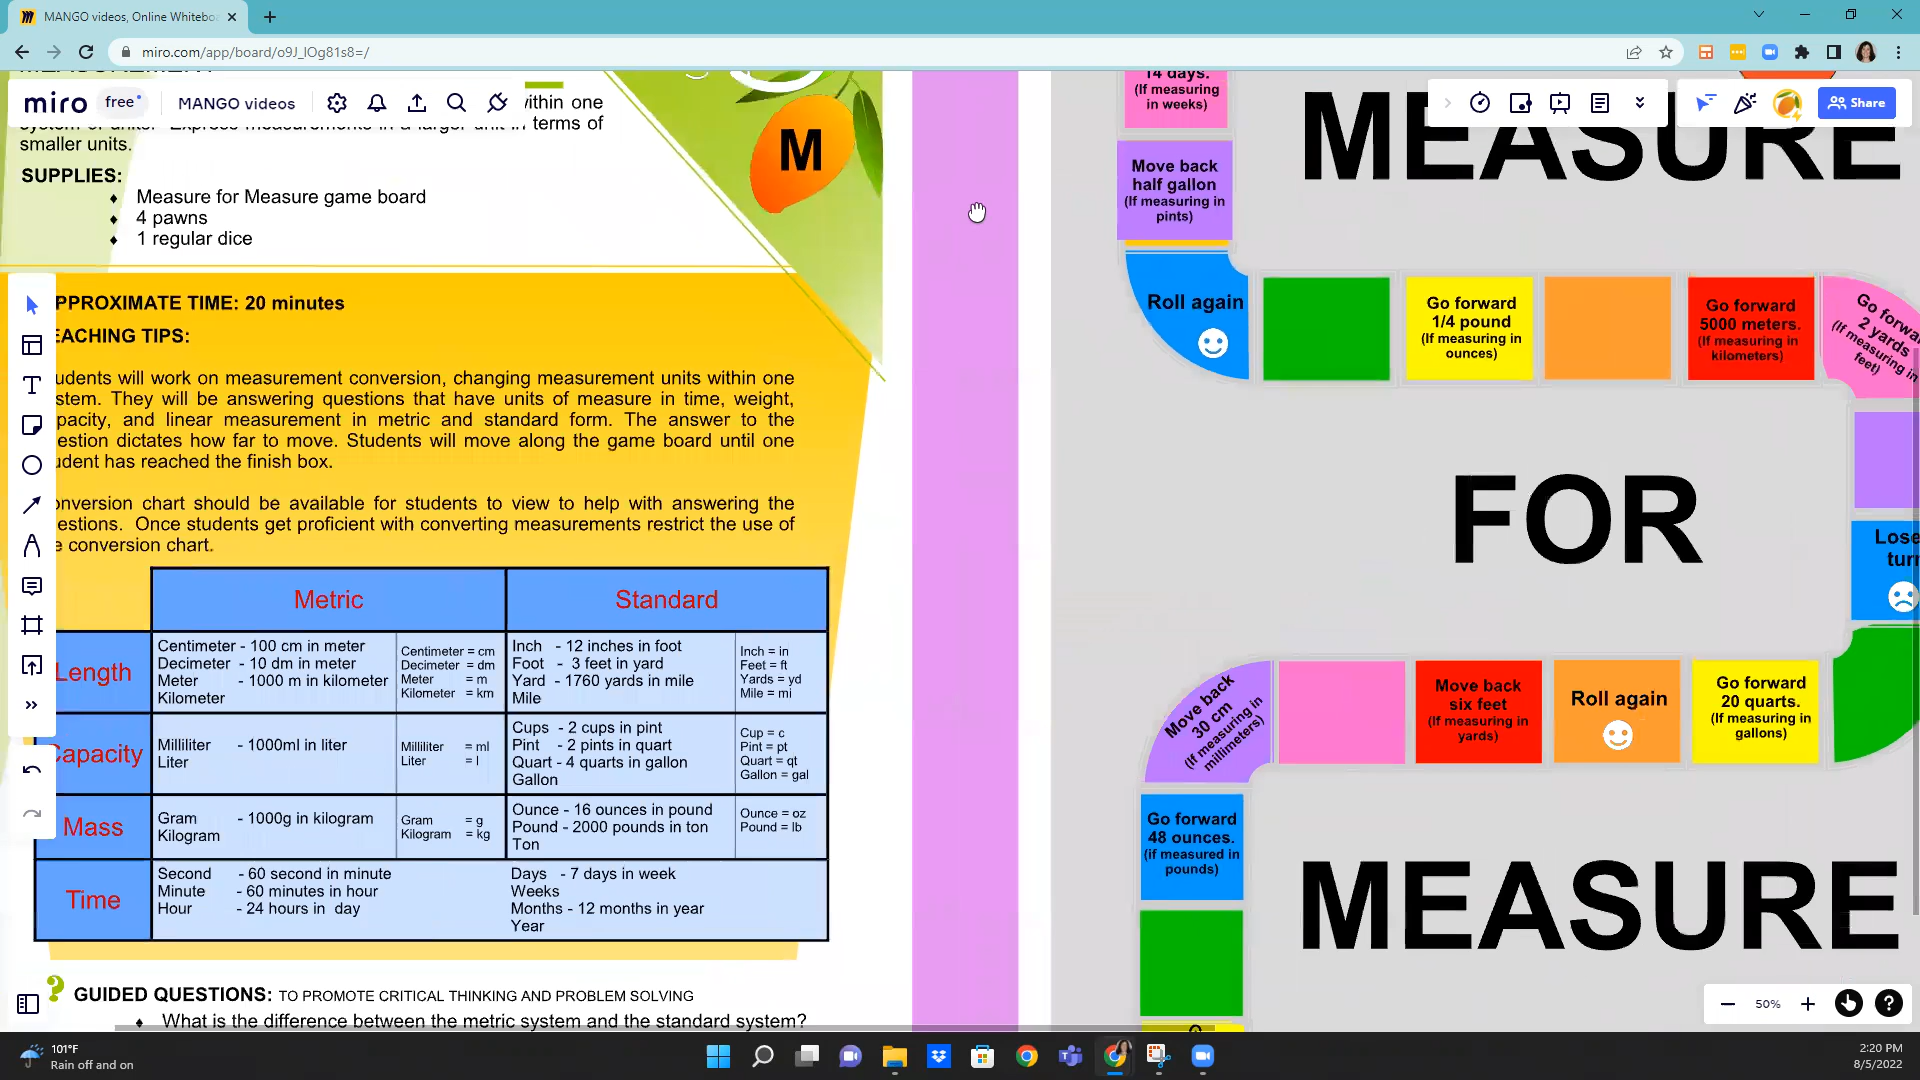 MANGO videos, Online Whitebo
miro.com/app/board/o9J_lOg81s8=/
miro
free
MANGO videos
Share
ithin one
terms of
smaller units.
SUPPLIES:
♦ Measure for Measure game board
♦ 4 pawns
♦ 1 regular dice
M
PPROXIMATE TIME: 20 minutes
EACHING TIPS:
udents will work on measurement conversion, changing measurement units within one
stem. They will be answering questions that have units of measure in time, weight,
pacity, and linear measurement in metric and standard form. The answer to the
estion dictates how far to move. Students will move along the game board until one
udent has reached the finish box.
onversion chart should be available for students to view to help with answering the
estions. Once students get proficient with converting measurements restrict the use of
e conversion chart.
Metric
Standard
Length
Centimeter - 100 cm in meter
Decimeter - 10 dm in meter
Meter - 1000 m in kilometer
Kilometer
Centimeter = cm
Decimeter = dm
Meter = m
Kilometer = km
Inch - 12 inches in foot
Foot - 3 feet in yard
Yard - 1760 yards in mile
Mile
Inch = in
Feet = ft
Yards = yd
Mile = mi
Capacity
Milliliter - 1000ml in liter
Liter
Milliliter = ml
Liter = l
Cups - 2 cups in pint
Pint - 2 pints in quart
Quart - 4 quarts in gallon
Gallon
Cup = c
Pint = pt
Quart = qt
Gallon = gal
Mass
Gram - 1000g in kilogram
Kilogram
Gram = g
Kilogram = kg
Ounce - 16 ounces in pound
Pound - 2000 pounds in ton
Ton
Ounce = oz
Pound = lb
Time
Second - 60 second in minute
Minute - 60 minutes in hour
Hour - 24 hours in day
Days - 7 days in week
Weeks
Months - 12 months in year
Year
? GUIDED QUESTIONS: TO PROMOTE CRITICAL THINKING AND PROBLEM SOLVING
♦ What is the difference between the metric system and the standard system?
14 days.
(If measuring
in weeks)
Move back
half gallon
(If measuring in
pints)
Roll again
Go forward
1/4 pound
(If measuring in
ounces)
Go forward
5000 meters.
(If measuring in
kilometers)
Go forwa
2 yards
(If measuring in
feet)
MEASURE
FOR
Lose
turn
Move back
30 cm
(If measuring in
millimeters)
Move back
six feet
(If measuring in
yards)
Roll again
Go forward
20 quarts.
(If measuring in
gallons)
Go forward
48 ounces.
(if measured in
pounds)
MEASURE
50%
101°F
Rain off and on
2:20 PM
8/5/2022